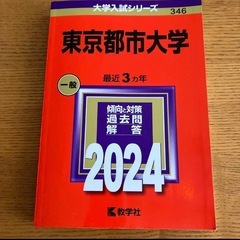 大学入試シリーズ
346
東京都市大学
一般
最近3カ年
傾向と対策
過去問
解答
2024
教学社